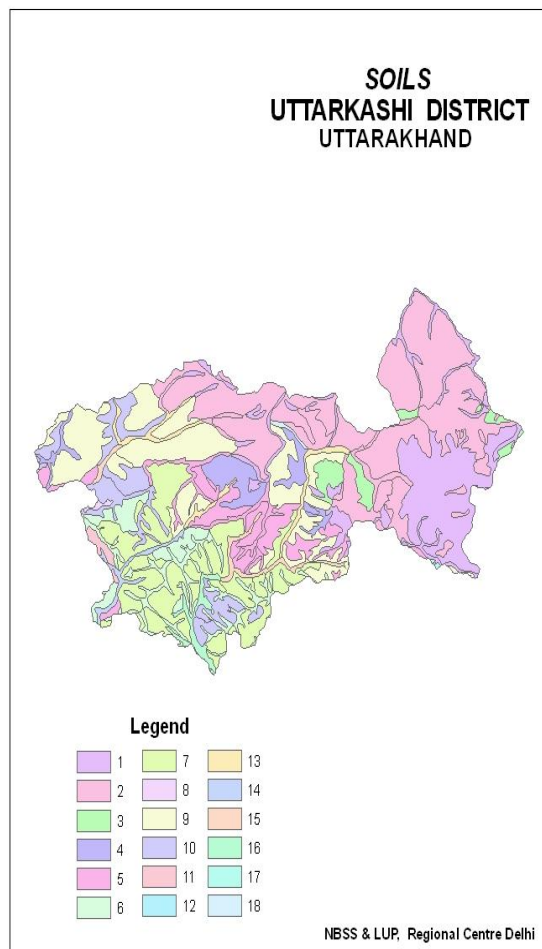 SOILS
UTTARKASHI DISTRICT
UTTARAKHAND
Legend
1 7 13
2 8 14
3 9 15
4 10 16
5 11 17
6 12 18
NBSS & LUP, Regional Centre Delhi